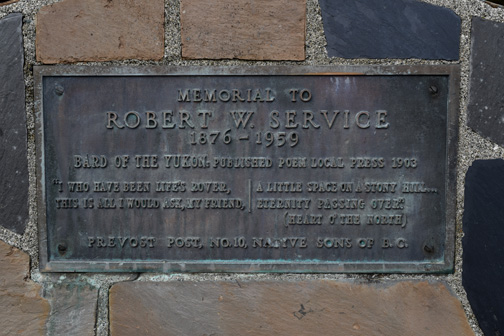 MEMORIAL TO
ROBERT W. SERVICE
1876 - 1959
BARD OF THE YUKON. PUBLISHED POEM LOCAL PRESS 1903
"I WHO HAVE BEEN LIFE'S ROVER,
THIS IS ALL I WOULD ASK, MY FRIEND,
A LITTLE SPACE ON A STONY HILL...
ETERNITY PASSING OVER."
(HEART O'THE NORTH)
PREVOST POST, NO.10, NATIVE SONS OF B.C.